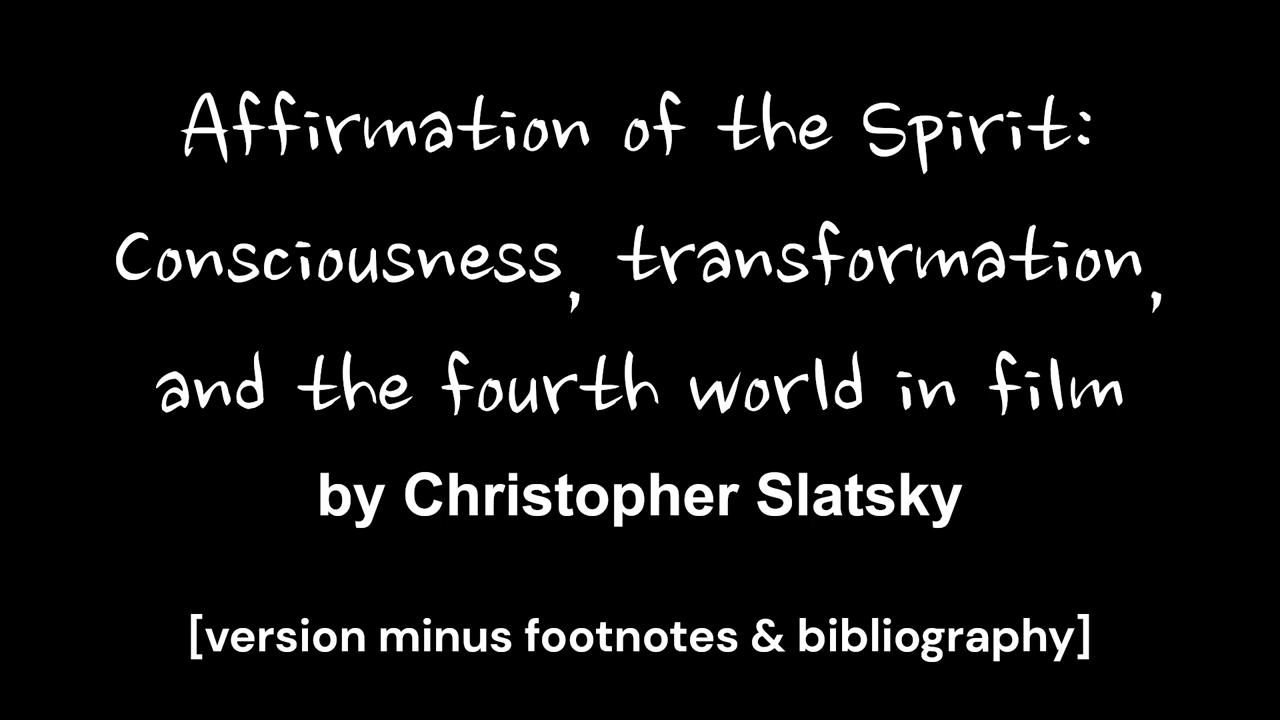 Affirmation of the Spirit:
Consciousness, transformation,
and the fourth world in film
by Christopher Slatsky
[version minus footnotes & bibliography]